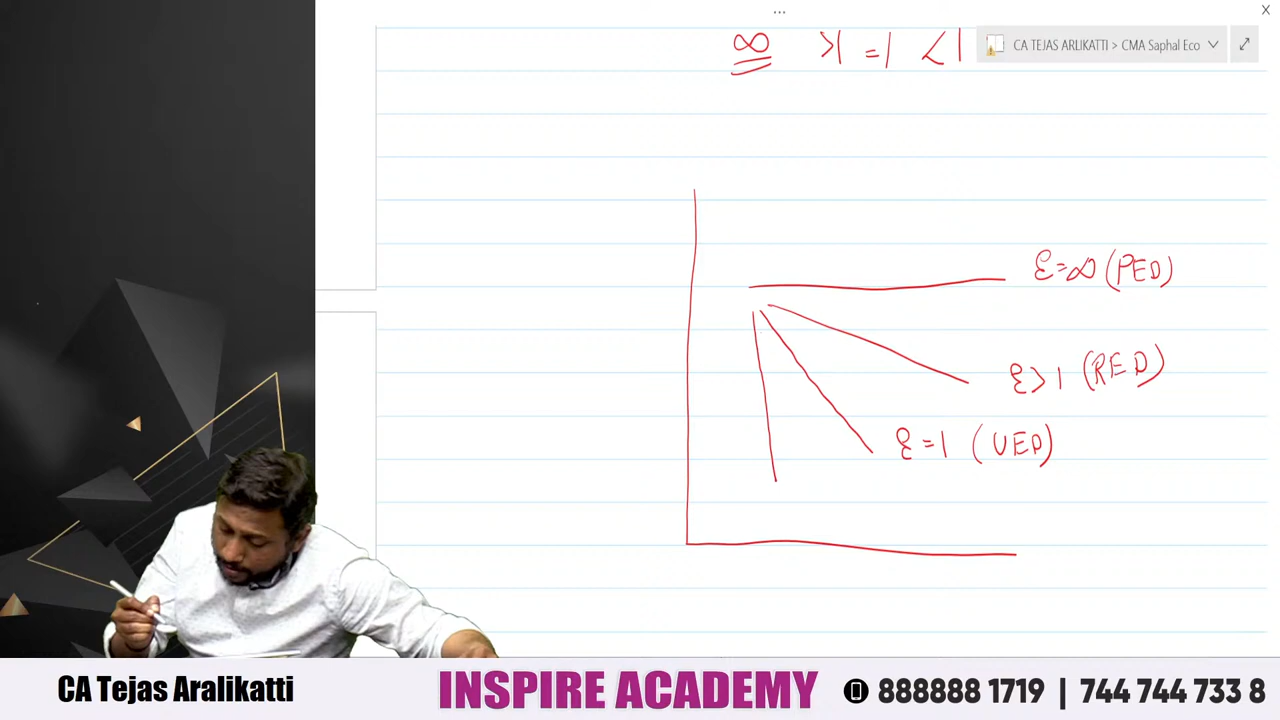 ...
x
∞ >1 =1 <1
CA TEJAS ARLIKATTI > CMA Saphal Eco
ε=∞ (PED)
ε>1 (RED)
ε=1 (UED)
CA Tejas Aralikatti
INSPIRE ACADEMY
888888 1719 | 744 744 733 8